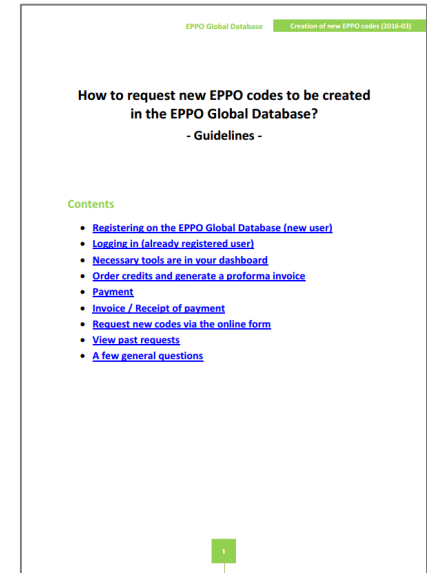 EPPO Global Database Creation of new EPPO codes (2016-03)
How to request new EPPO codes to be created
in the EPPO Global Database?
- Guidelines -
Contents
• Registering on the EPPO Global Database (new user)
• Logging in (already registered user)
• Necessary tools are in your dashboard
• Order credits and generate a proforma invoice
• Payment
• Invoice / Receipt of payment
• Request new codes via the online form
• View past requests
• A few general questions
1